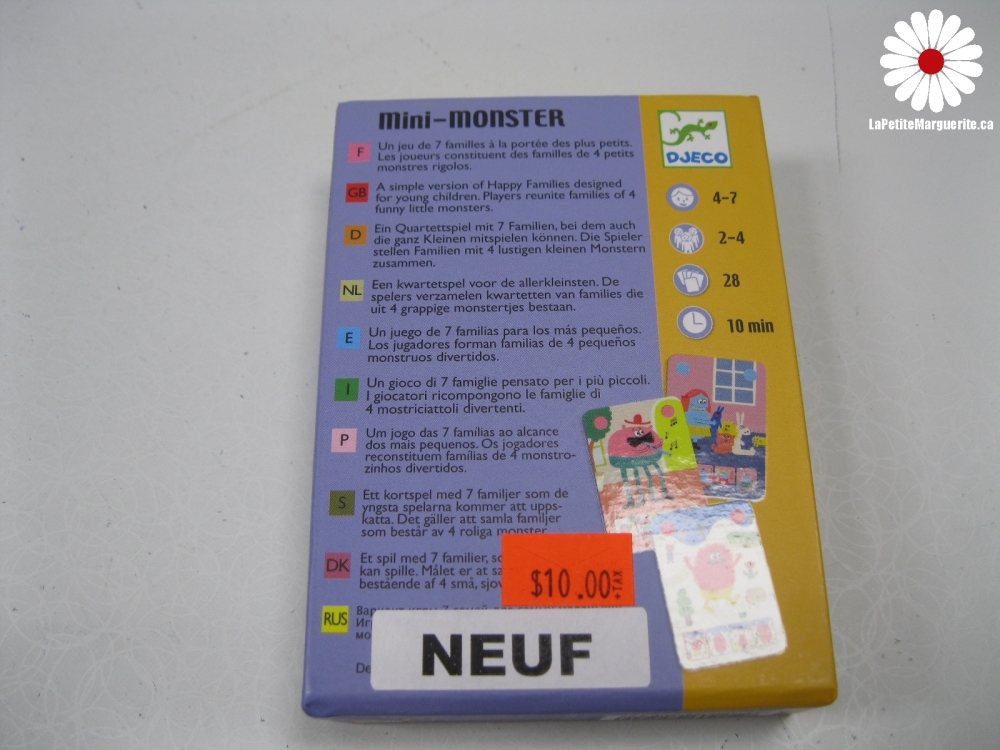 LaPetiteMarguerite.ca
Mini-MONSTER
DJECO
F
Un jeu de 7 familles à la portée des plus petits.
Les joueurs constituent des familles de 4 petits
monstres rigolos.
GB
A simple version of Happy Families designed
for young children. Players reunite families of 4
funny little monsters.
D
Ein Quartettspiel mit 7 Familien, bei dem auch
die ganz Kleinen mitspielen können. Die Spieler
stellen Familien mit 4 lustigen kleinen Monstern
zusammen.
NL
Een kwartetspel voor de allerkleinsten. De
spelers verzamelen kwartetten van families die
uit 4 grappige monstertjes bestaan.
E
Un juego de 7 familias para los más pequeños.
Los jugadores forman familias de 4 pequeños
monstruos divertidos.
I
Un gioco di 7 famiglie pensato per i più piccoli.
I giocatori ricompongono le famiglie di
4 mostriciattoli divertenti.
P
Um jogo das 7 famílias ao alcance
dos mais pequenos. Os jogadores
reconstituem famílias de 4 monstro-
zinhos divertidos.
S
Ett kortspel med 7 familjer som de
yngsta spelarna kommer att upps-
katta. Det gäller att samla familjer
som består av 4 roliga monster.
DK
Et spil med 7 familier,
kan spille. Målet er at
bestående af 4 små,
RUS
4-7
2-4
28
10 min
$10.00
+TAX
NEUF